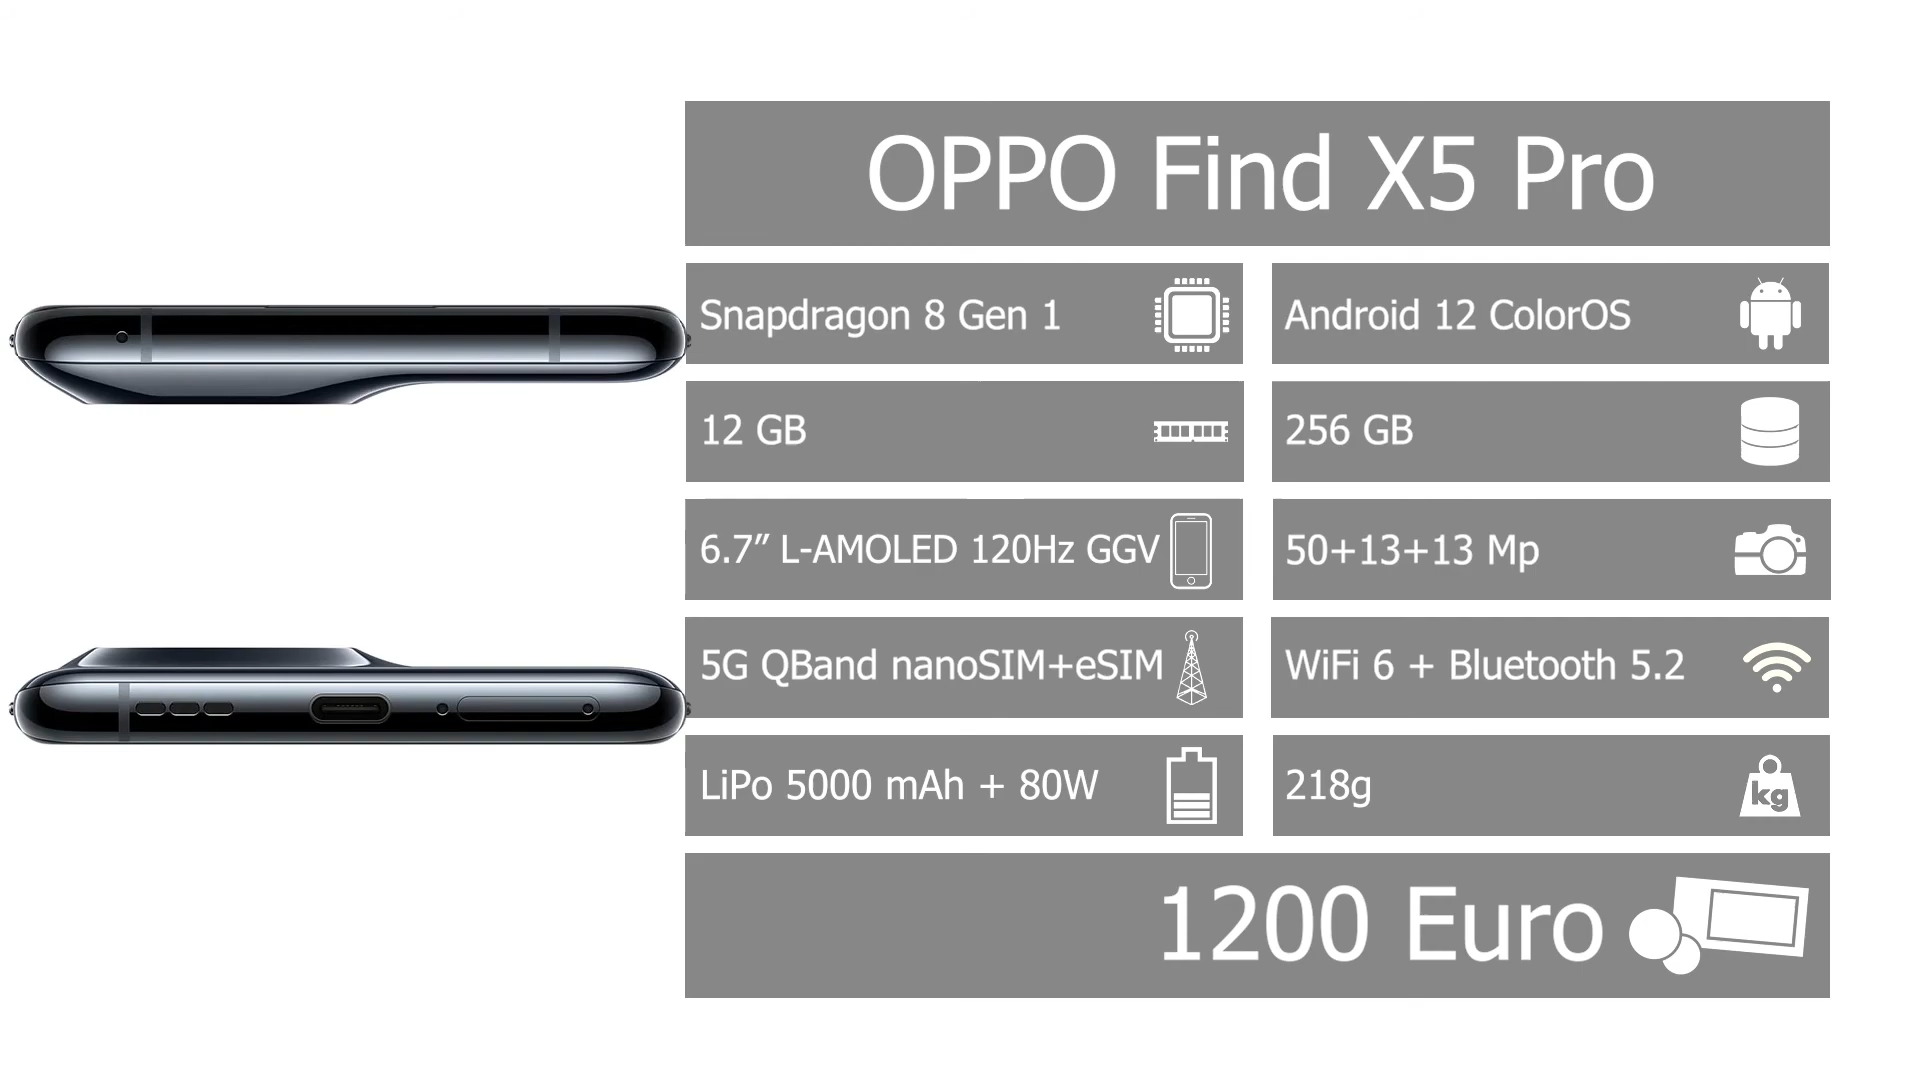 OPPO Find X5 Pro
Snapdragon 8 Gen 1
Android 12 ColorOS
12 GB
256 GB
6.7” L-AMOLED 120Hz GGV
50+13+13 Mp
5G QBand nanoSIM+eSIM
WiFi 6 + Bluetooth 5.2
LiPo 5000 mAh + 80W
218g
kg
1200 Euro